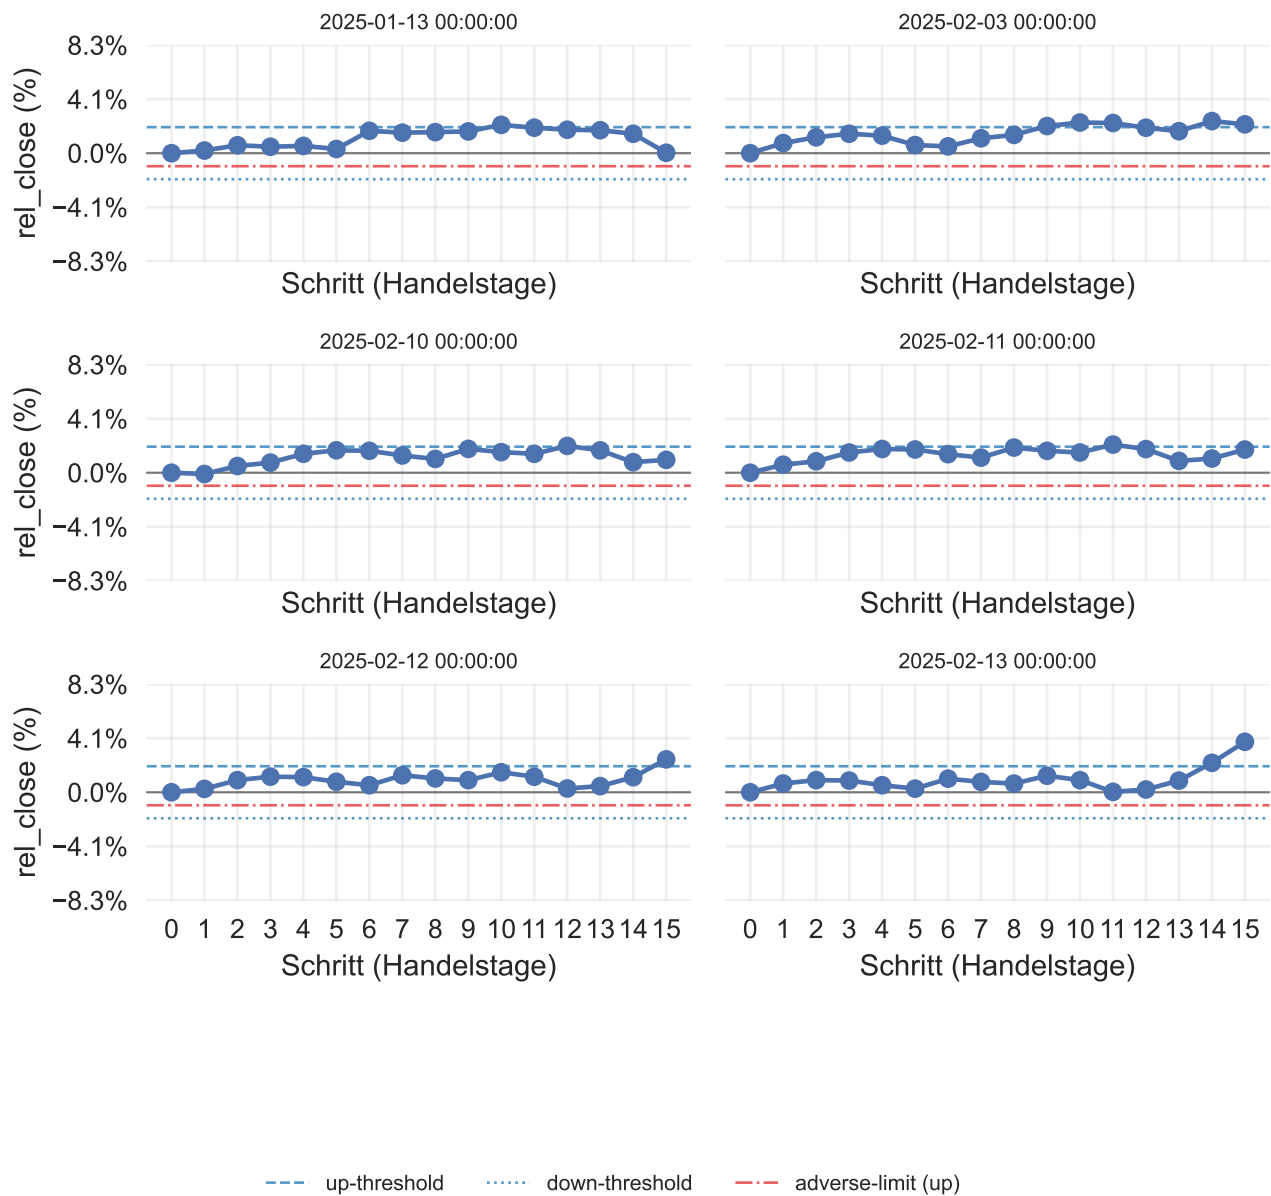 2025-01-13 00:00:00 2025-02-03 00:00:00
8.3%
4.1%
0.0%
−4.1%
−8.3%
rel_close (%)
Schritt (Handelstage) Schritt (Handelstage)
2025-02-10 00:00:00 2025-02-11 00:00:00
8.3%
4.1%
0.0%
−4.1%
−8.3%
rel_close (%)
Schritt (Handelstage) Schritt (Handelstage)
2025-02-12 00:00:00 2025-02-13 00:00:00
8.3%
4.1%
0.0%
−4.1%
−8.3%
rel_close (%)
0 1 2 3 4 5 6 7 8 9 10 11 12 13 14 15 0 1 2 3 4 5 6 7 8 9 10 11 12 13 14 15
Schritt (Handelstage) Schritt (Handelstage)
up-threshold down-threshold adverse-limit (up)